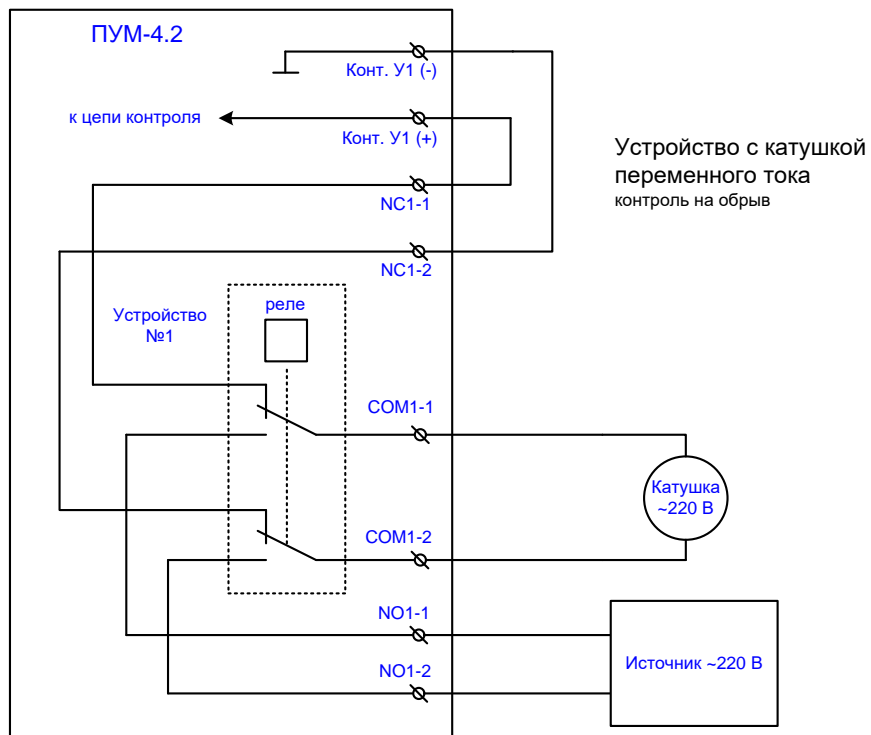 ПУМ-4.2
Конт. У1 (-)
к цепи контроля
Конт. У1 (+)
Устройство с катушкой
переменного тока
контроль на обрыв
NC1-1
NC1-2
Устройство
№1
реле
COM1-1
Катушка
~220 В
COM1-2
NO1-1
NO1-2
Источник ~220 В